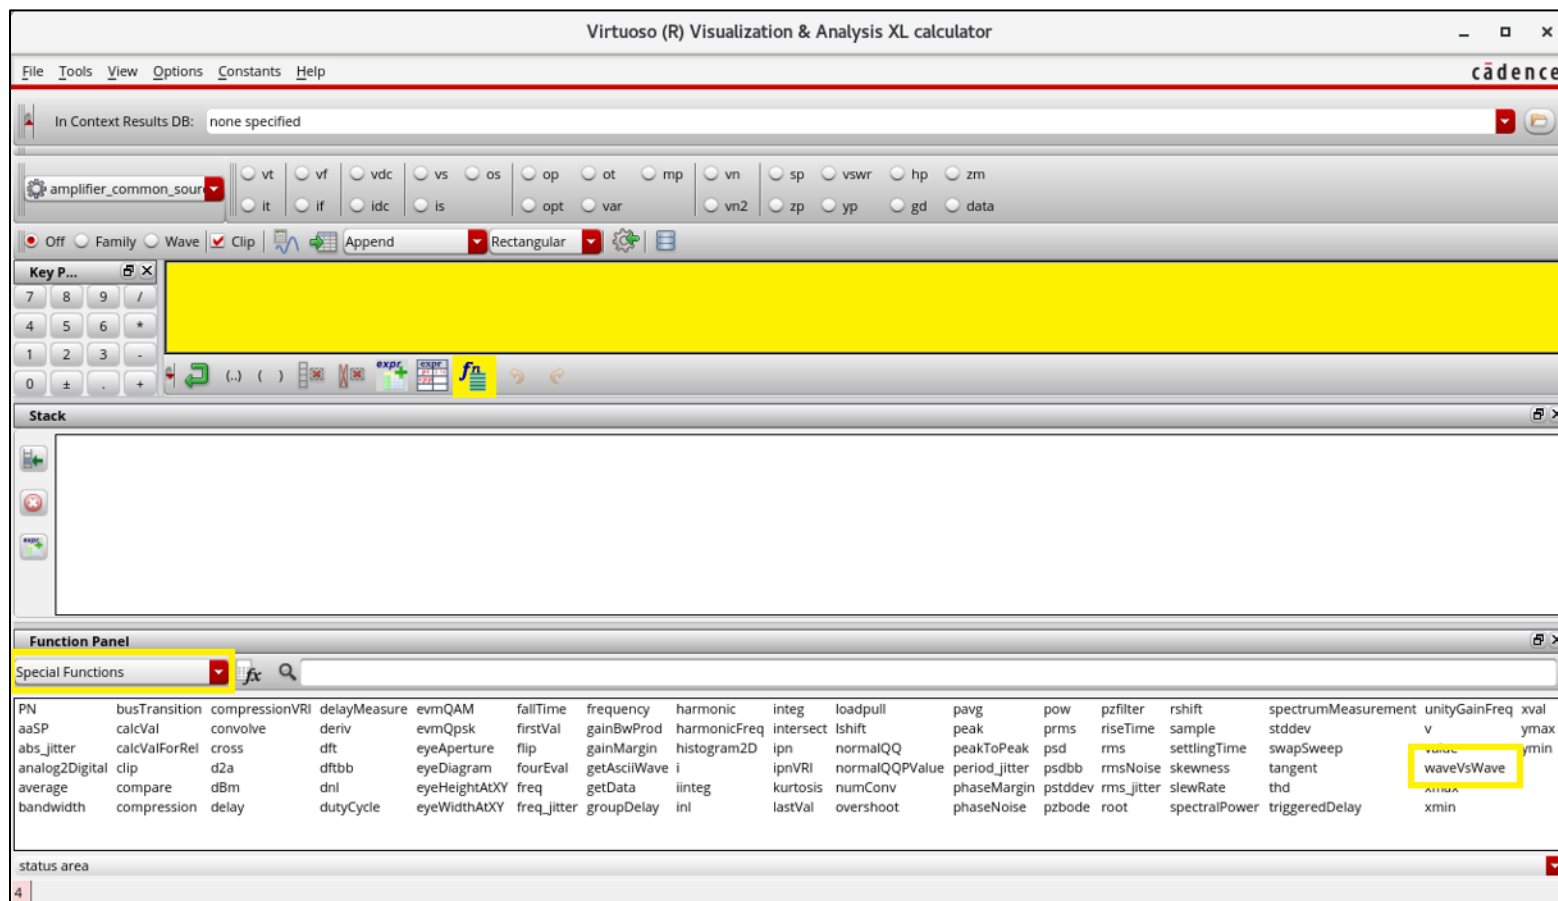 Virtuoso (R) Visualization & Analysis XL calculator
File Tools View Options Constants Help
cādence
In Context Results DB: none specified
amplifier_common_sour
vt vf vdc vs os op ot mp vn sp vswr hp zm
it if idc is opt var vn2 zp yp gd data
Off Family Wave Clip Append Rectangular
Key P...
7 8 9 /
4 5 6 *
1 2 3 -
0 ± . +
(..) ( ) expr expr fn
Stack
expr
Function Panel
Special Functions fx
PN busTransition compressionVRI delayMeasure evmQAM fallTime frequency harmonic integ loadpull pavg pow pzfilter rshift spectrumMeasurement unityGainFreq xval
aaSP calcVal convolve deriv evmQpsk firstVal gainBwProd harmonicFreq intersect lshift peak prms riseTime sample stddev v ymax
abs_jitter calcValForRel cross dft eyeAperture flip gainMargin histogram2D ipn normalQQ peakToPeak psd rms settlingTime swapSweep value ymin
analog2Digital clip d2a dftbb eyeDiagram fourEval getAsciiWave i ipnVRI normalQQPValue period_jitter psdbb rmsNoise skewness tangent waveVsWave
average compare dBm dnl eyeHeightAtXY freq getData iinteg kurtosis numConv phaseMargin pstddev rms_jitter slewRate thd xmax
bandwidth compression delay dutyCycle eyeWidthAtXY freq_jitter groupDelay inl lastVal overshoot phaseNoise pzbode root spectralPower triggeredDelay xmin
status area
4